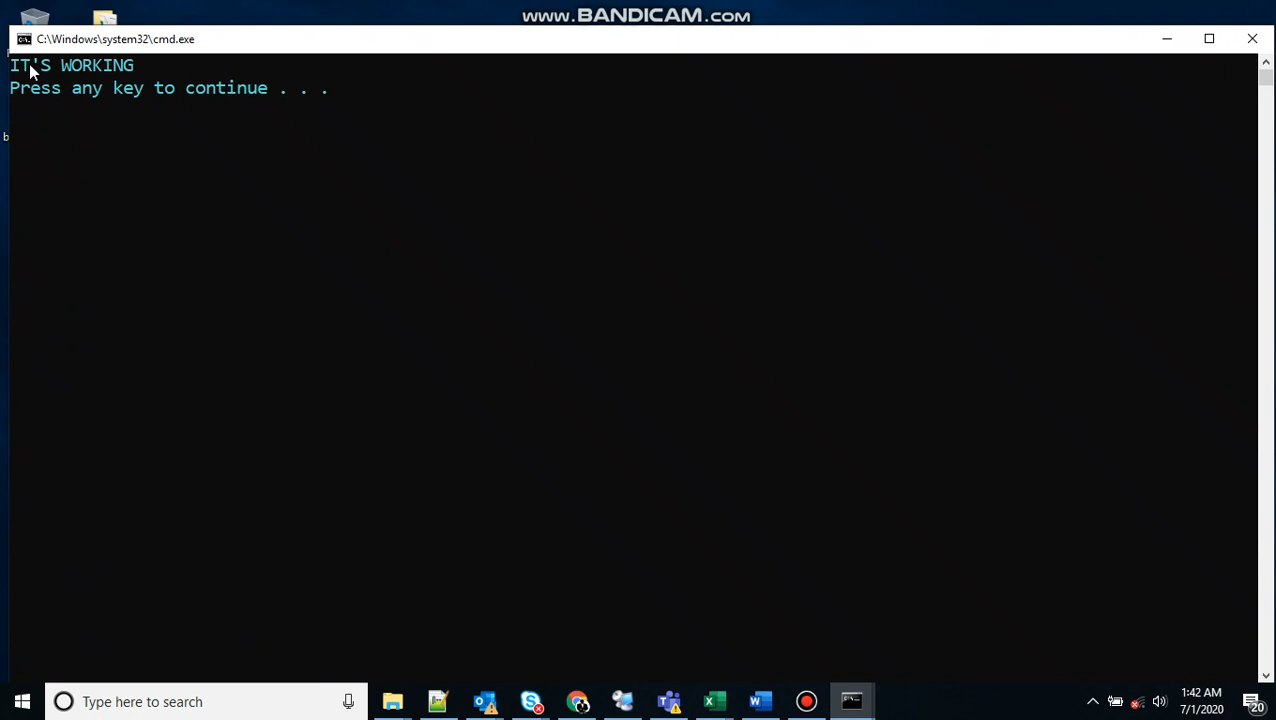 www.BANDICAM.com
C:\Windows\system32\cmd.exe
IT'S WORKING
Press any key to continue . . .
b
Type here to search
1:42 AM
7/1/2020
20